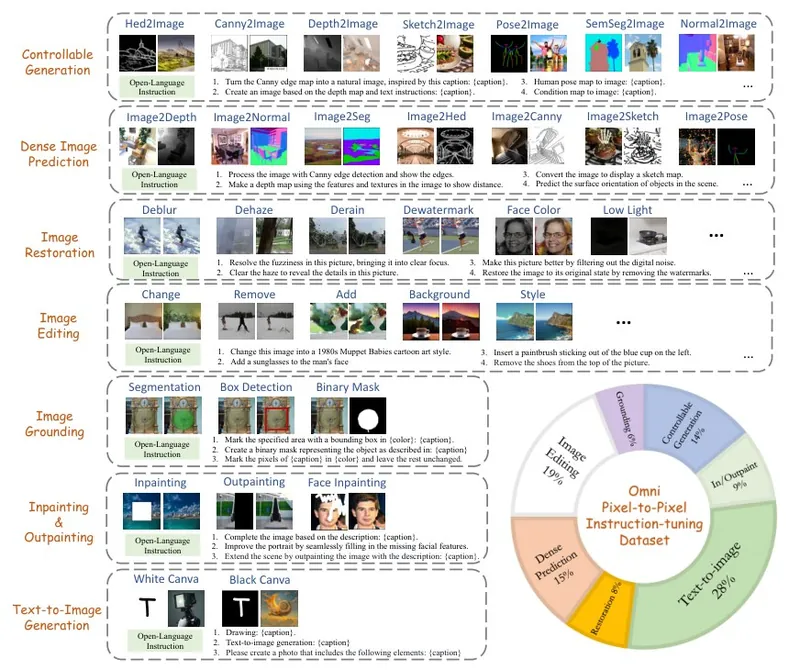 Controllable
Generation
Hed2Image Canny2Image Depth2Image Sketch2Image Pose2Image SemSeg2Image Normal2Image
Open-Language
Instruction
1. Turn the Canny edge map into a natural image, inspired by this caption: {caption}.
2. Create an image based on the depth map and text instructions: {caption}.
3. Human pose map to image: {caption}.
4. Condition map to image: {caption}.
...
Dense Image
Prediction
Image2Depth Image2Normal Image2Seg Image2Hed Image2Canny Image2Sketch Image2Pose
Open-Language
Instruction
1. Process the image with Canny edge detection and show the edges.
2. Make a depth map using the features and textures in the image to show distance.
3. Convert the image to display a sketch map.
4. Predict the surface orientation of objects in the scene.
...
Image
Restoration
Deblur Dehaze Derain Dewatermark Face Color Low Light
...
Open-Language
Instruction
1. Resolve the fuzziness in this picture, bringing it into clear focus.
2. Clear the haze to reveal the details in this picture.
3. Make this picture better by filtering out the digital noise.
4. Restore the image to its original state by removing the watermarks.
...
Image
Editing
Change Remove Add Background Style
...
Open-Language
Instruction
1. Change this image into a 1980s Muppet Babies cartoon art style.
2. Add a sunglasses to the man's face
3. Insert a paintbrush sticking out of the blue cup on the left.
4. Remove the shoes from the top of the picture.
...
Image
Grounding
Segmentation Box Detection Binary Mask
Open-Language
Instruction
1. Mark the specified area with a bounding box in {color}: {caption}.
2. Create a binary mask representing the object as described in: {caption}
3. Mark the pixels of {caption} in {color} and leave the rest unchanged.
Inpainting
&
Outpainting
Inpainting Outpainting Face Inpainting
Open-Language
Instruction
1. Complete the image based on the description: {caption}.
2. Improve the portrait by seamlessly filling in the missing facial features.
3. Extend the scene by outpainting the image with the description: {caption}.
Text-to-Image
Generation
White Canva Black Canva
T
T
Open-Language
Instruction
1. Drawing: {caption}.
2. Text-to-image generation: {caption}
3. Please create a photo that includes the following elements: {caption}
Grounding 6%
Controllable
Generation
14%
In/Outpaint
9%
Text-to-image
28%
Restoration 8%
Dense
Prediction
15%
Image
Editing
19%
Omni
Pixel-to-Pixel
Instruction-tuning
Dataset